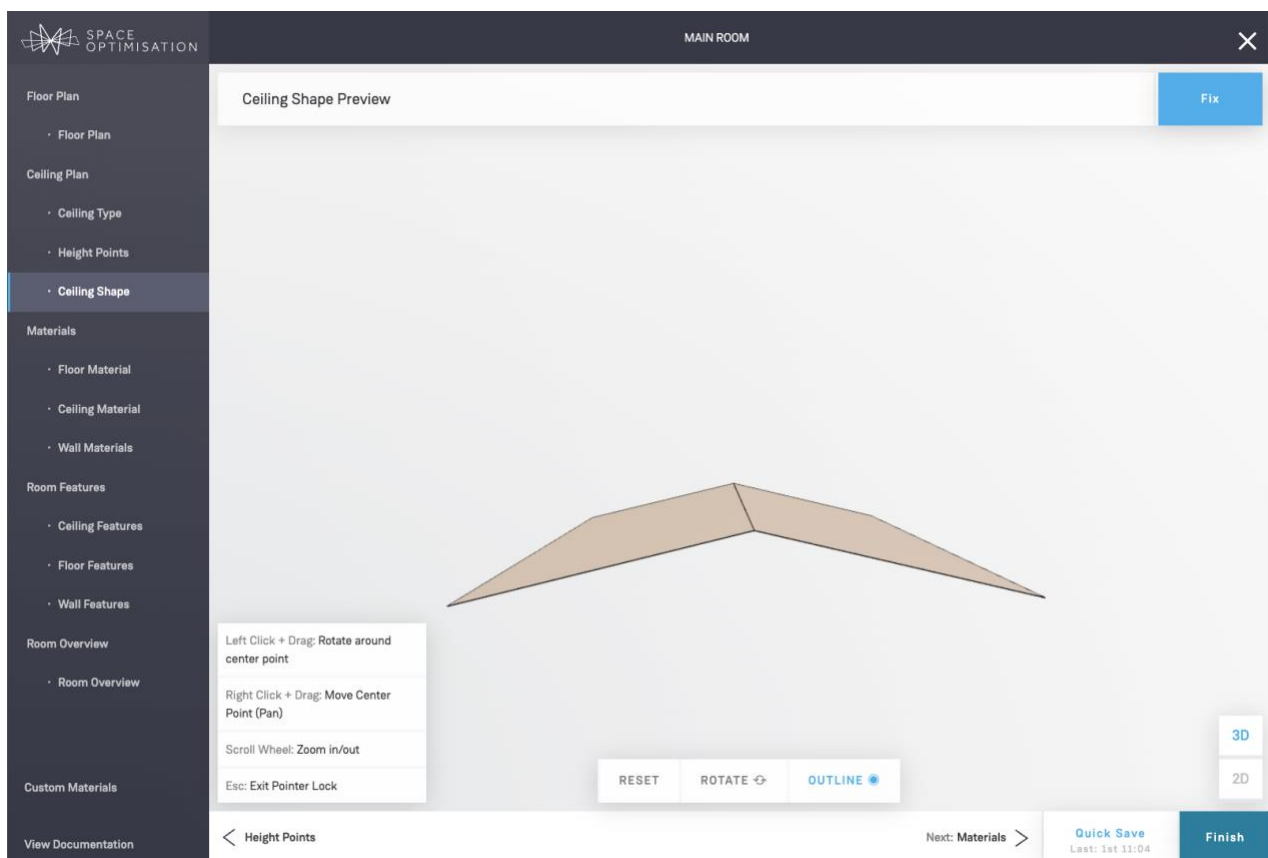 SPACE
OPTIMISATION
MAIN ROOM
Floor Plan
· Floor Plan
Ceiling Plan
· Ceiling Type
· Height Points
· Ceiling Shape
Materials
· Floor Material
· Ceiling Material
· Wall Materials
Room Features
· Ceiling Features
· Floor Features
· Wall Features
Room Overview
· Room Overview
Custom Materials
View Documentation
Ceiling Shape Preview
Fix
Left Click + Drag: Rotate around
center point
Right Click + Drag: Move Center
Point (Pan)
Scroll Wheel: Zoom in/out
Esc: Exit Pointer Lock
RESET
ROTATE
OUTLINE
3D
2D
Height Points
Next: Materials
Quick Save
Last: 1st 11:04
Finish